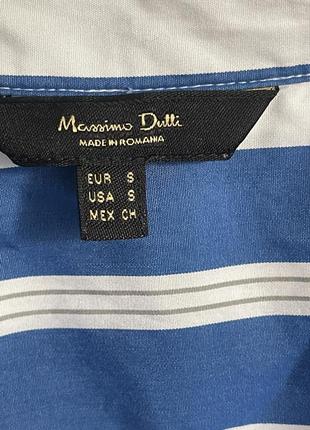 Massimo Dutti
MADE IN ROMANIA
EUR S
USA S
MEX CH